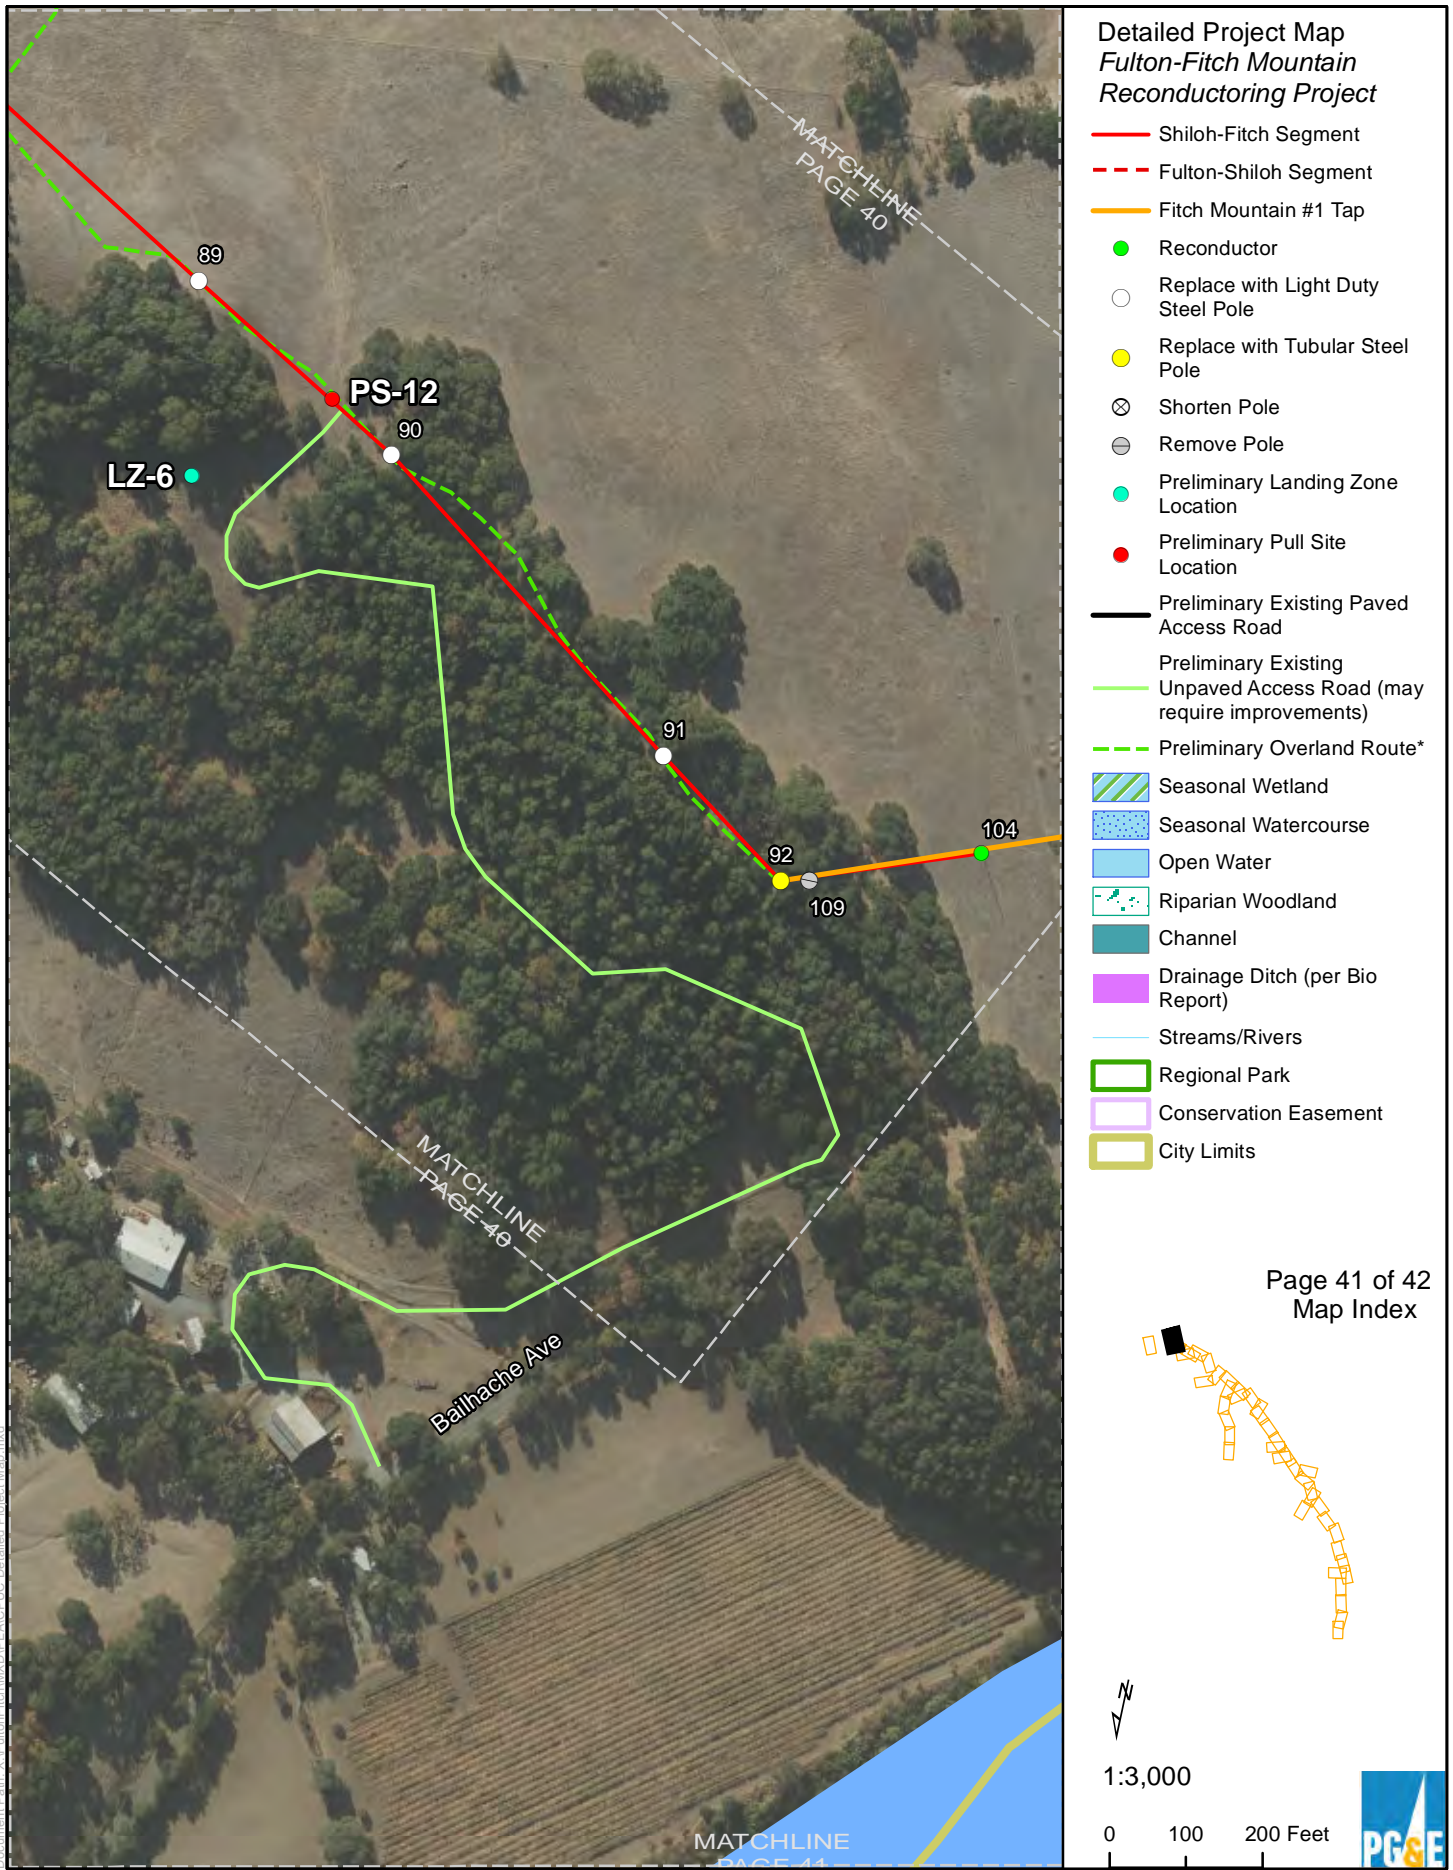 Detailed Project Map
Fulton-Fitch Mountain
Reconductoring Project
Shiloh-Fitch Segment
Fulton-Shiloh Segment
Fitch Mountain #1 Tap
Reconductor
Replace with Light Duty
Steel Pole
Replace with Tubular Steel
Pole
Shorten Pole
Remove Pole
Preliminary Landing Zone
Location
Preliminary Pull Site
Location
Preliminary Existing Paved
Access Road
Preliminary Existing
Unpaved Access Road (may
require improvements)
Preliminary Overland Route*
Seasonal Wetland
Seasonal Watercourse
Open Water
Riparian Woodland
Channel
Drainage Ditch (per Bio
Report)
Streams/Rivers
Regional Park
Conservation Easement
City Limits
Page 41 of 42
Map Index
N
1:3,000
0 100 200 Feet
PG&E
MATCHLINE
PAGE 40
89
PS-12
90
LZ-6
91
92
104
109
MATCHLINE
PAGE 40
Bailhache Ave
MATCHLINE
PAGE 41